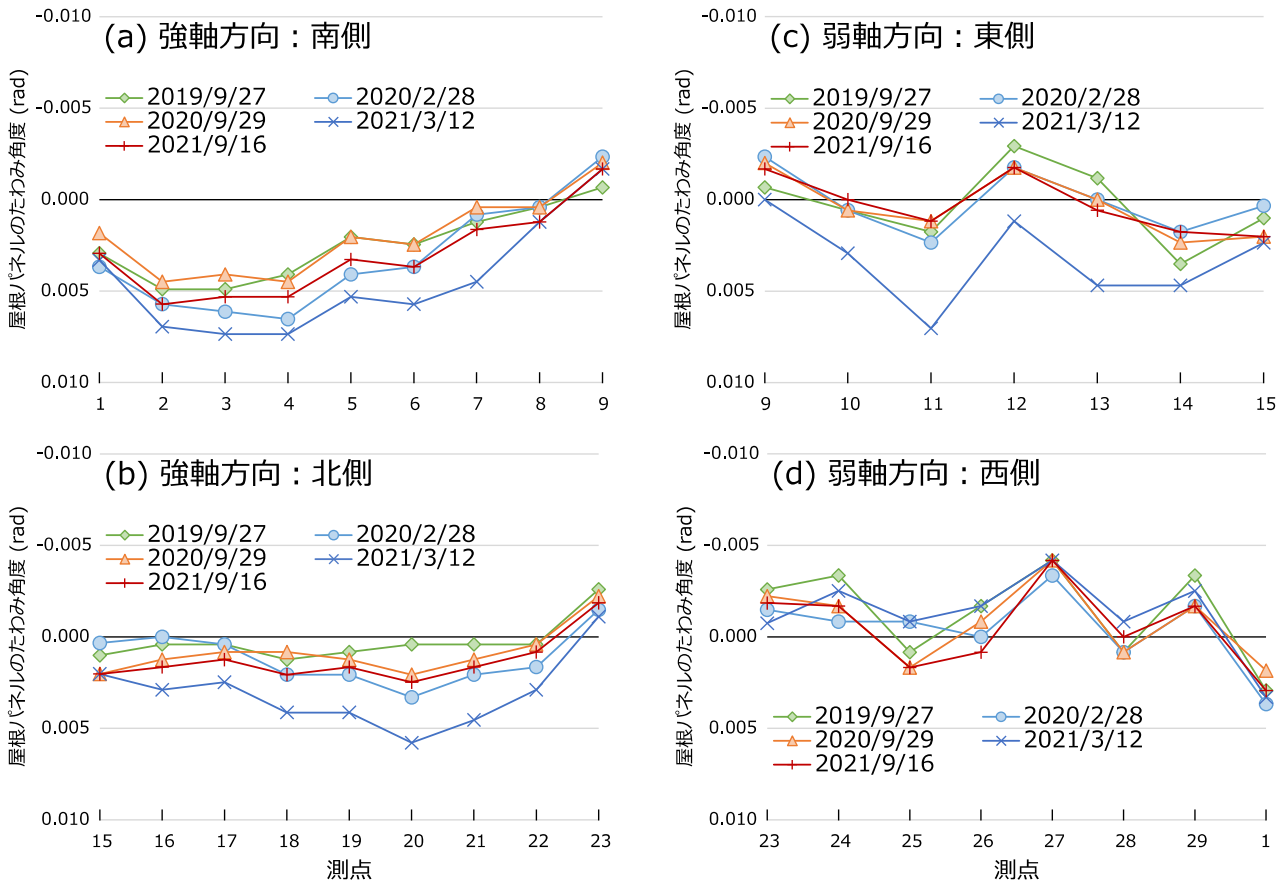 (a) 強軸方向：南側
屋根パネルのたわみ角度 (rad)
-0.010
-0.005
0.000
0.005
0.010
2019/9/27 2020/2/28
2020/9/29 2021/3/12
2021/9/16
1 2 3 4 5 6 7 8 9
(c) 弱軸方向：東側
屋根パネルのたわみ角度 (rad)
-0.010
-0.005
0.000
0.005
0.010
2019/9/27 2020/2/28
2020/9/29 2021/3/12
2021/9/16
9 10 11 12 13 14 15
(b) 強軸方向：北側
屋根パネルのたわみ角度 (rad)
-0.010
-0.005
0.000
0.005
0.010
2019/9/27 2020/2/28
2020/9/29 2021/3/12
2021/9/16
15 16 17 18 19 20 21 22 23
測点
(d) 弱軸方向：西側
屋根パネルのたわみ角度 (rad)
-0.010
-0.005
0.000
0.005
0.010
2019/9/27 2020/2/28
2020/9/29 2021/3/12
2021/9/16
23 24 25 26 27 28 29 1
測点